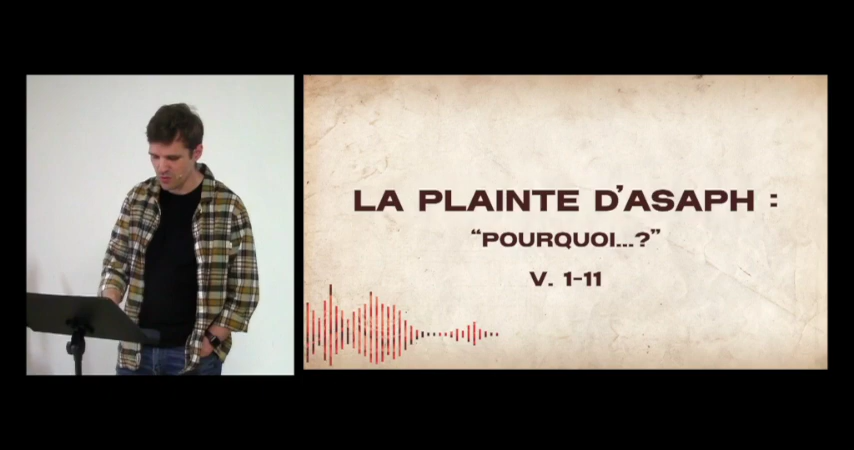 LA PLAINTE D'ASAPH :
“POURQUOI...?”
V. 1-11